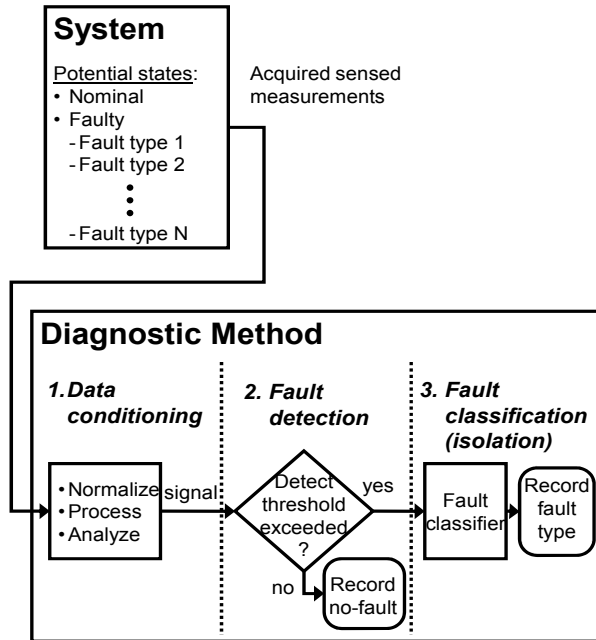 System
Potential states:
• Nominal
• Faulty
- Fault type 1
- Fault type 2
- Fault type N
Acquired sensed
measurements
Diagnostic Method
1. Data
conditioning
• Normalize
• Process
• Analyze
signal
2. Fault
detection
Detect
threshold
exceeded
?
yes
no
Record
no-fault
3. Fault
classification
(isolation)
Fault
classifier
Record
fault
type